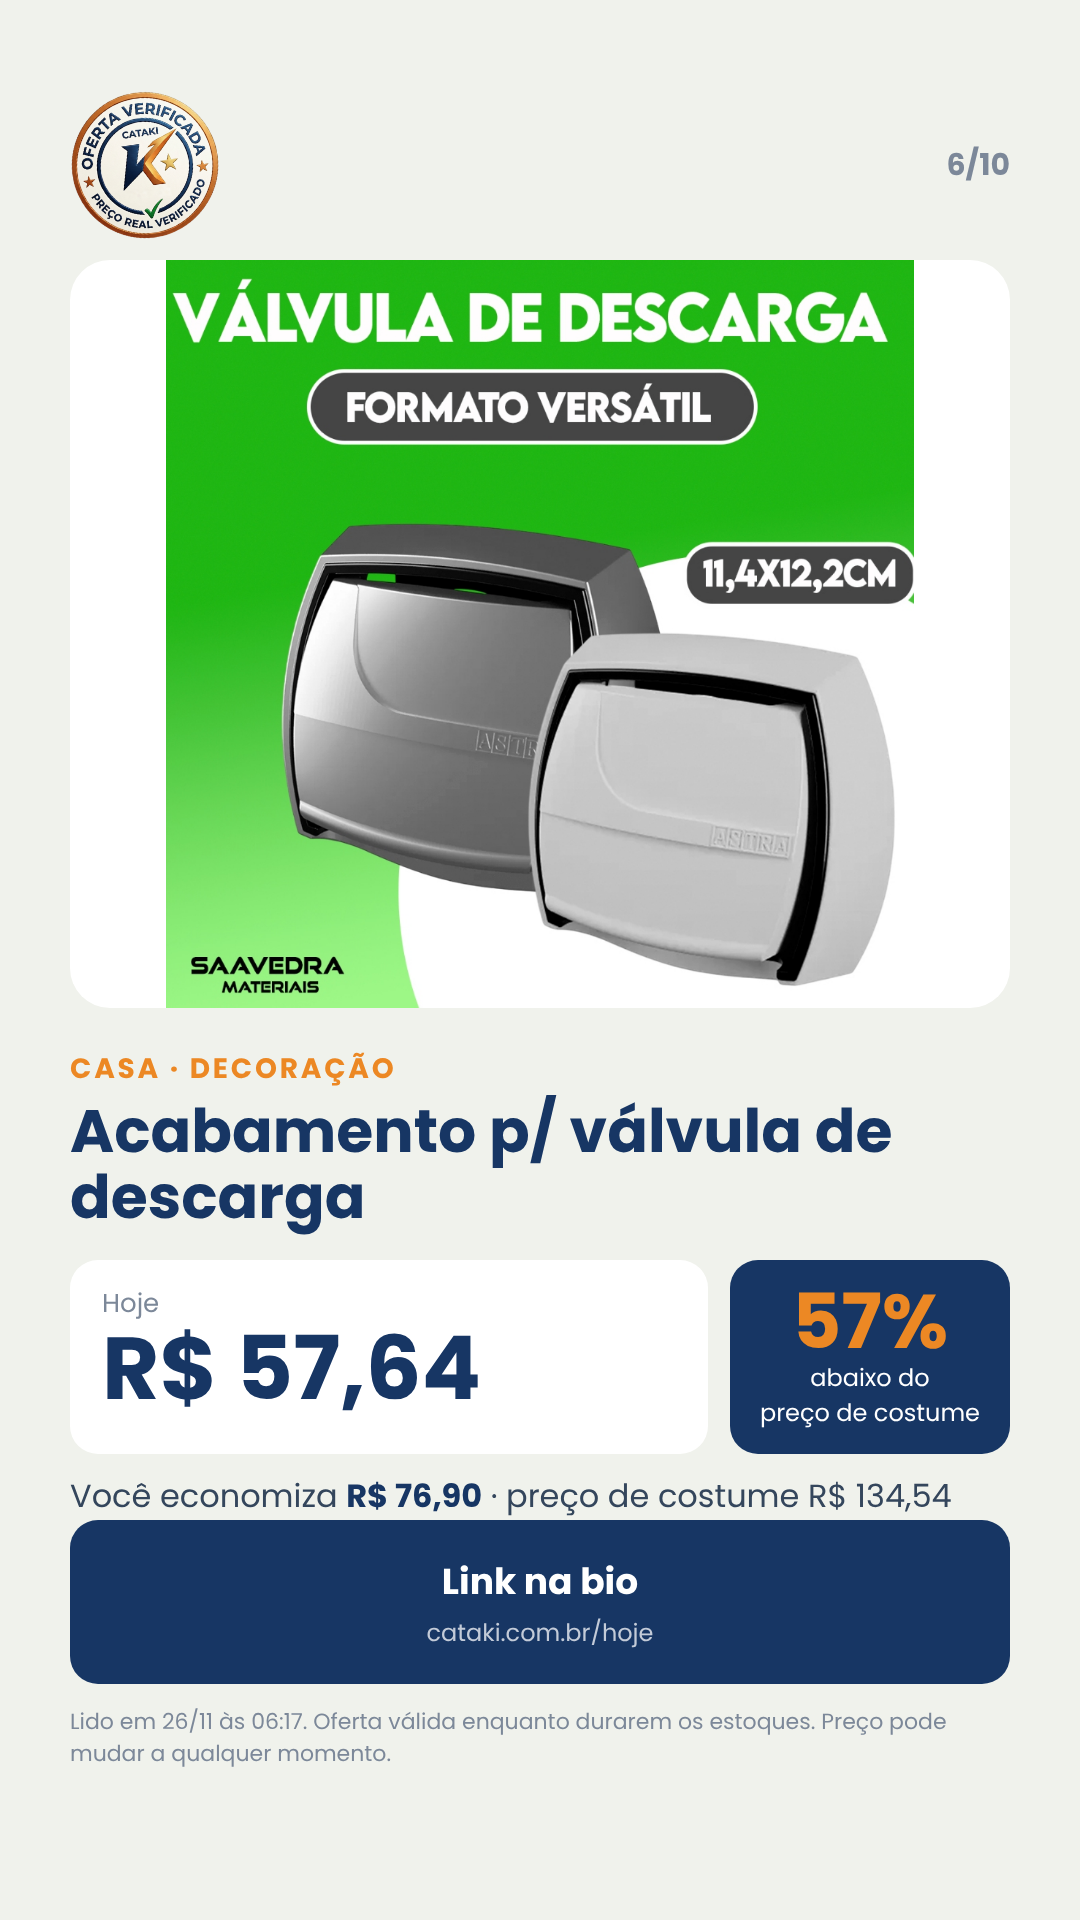 OFERTA VERIFICADA
CATAKI
PREÇO REAL VERIFICADO
6/10
VÁLVULA DE DESCARGA
FORMATO VERSÁTIL
11,4X12,2CM
ASTR
ASTRA
SAAVEDRA
MATERIAIS
CASA · DECORAÇÃO
Acabamento p/ válvula de
descarga
Hoje
R$ 57,64
57%
abaixo do
preço de costume
Você economiza R$ 76,90 · preço de costume R$ 134,54
Link na bio
cataki.com.br/hoje
Lido em 26/11 às 06:17. Oferta válida enquanto durarem os estoques. Preço pode
mudar a qualquer momento.